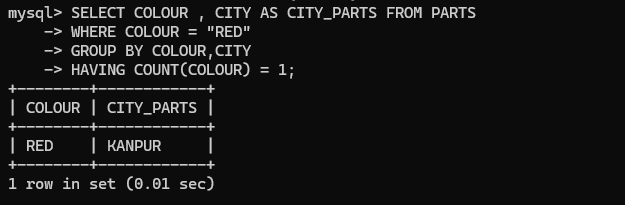 mysql> SELECT COLOUR , CITY AS CITY_PARTS FROM PARTS
    -> WHERE COLOUR = "RED"
    -> GROUP BY COLOUR,CITY
    -> HAVING COUNT(COLOUR) = 1;
+--------+------------+
| COLOUR | CITY_PARTS |
+--------+------------+
| RED    | KANPUR     |
+--------+------------+
1 row in set (0.01 sec)